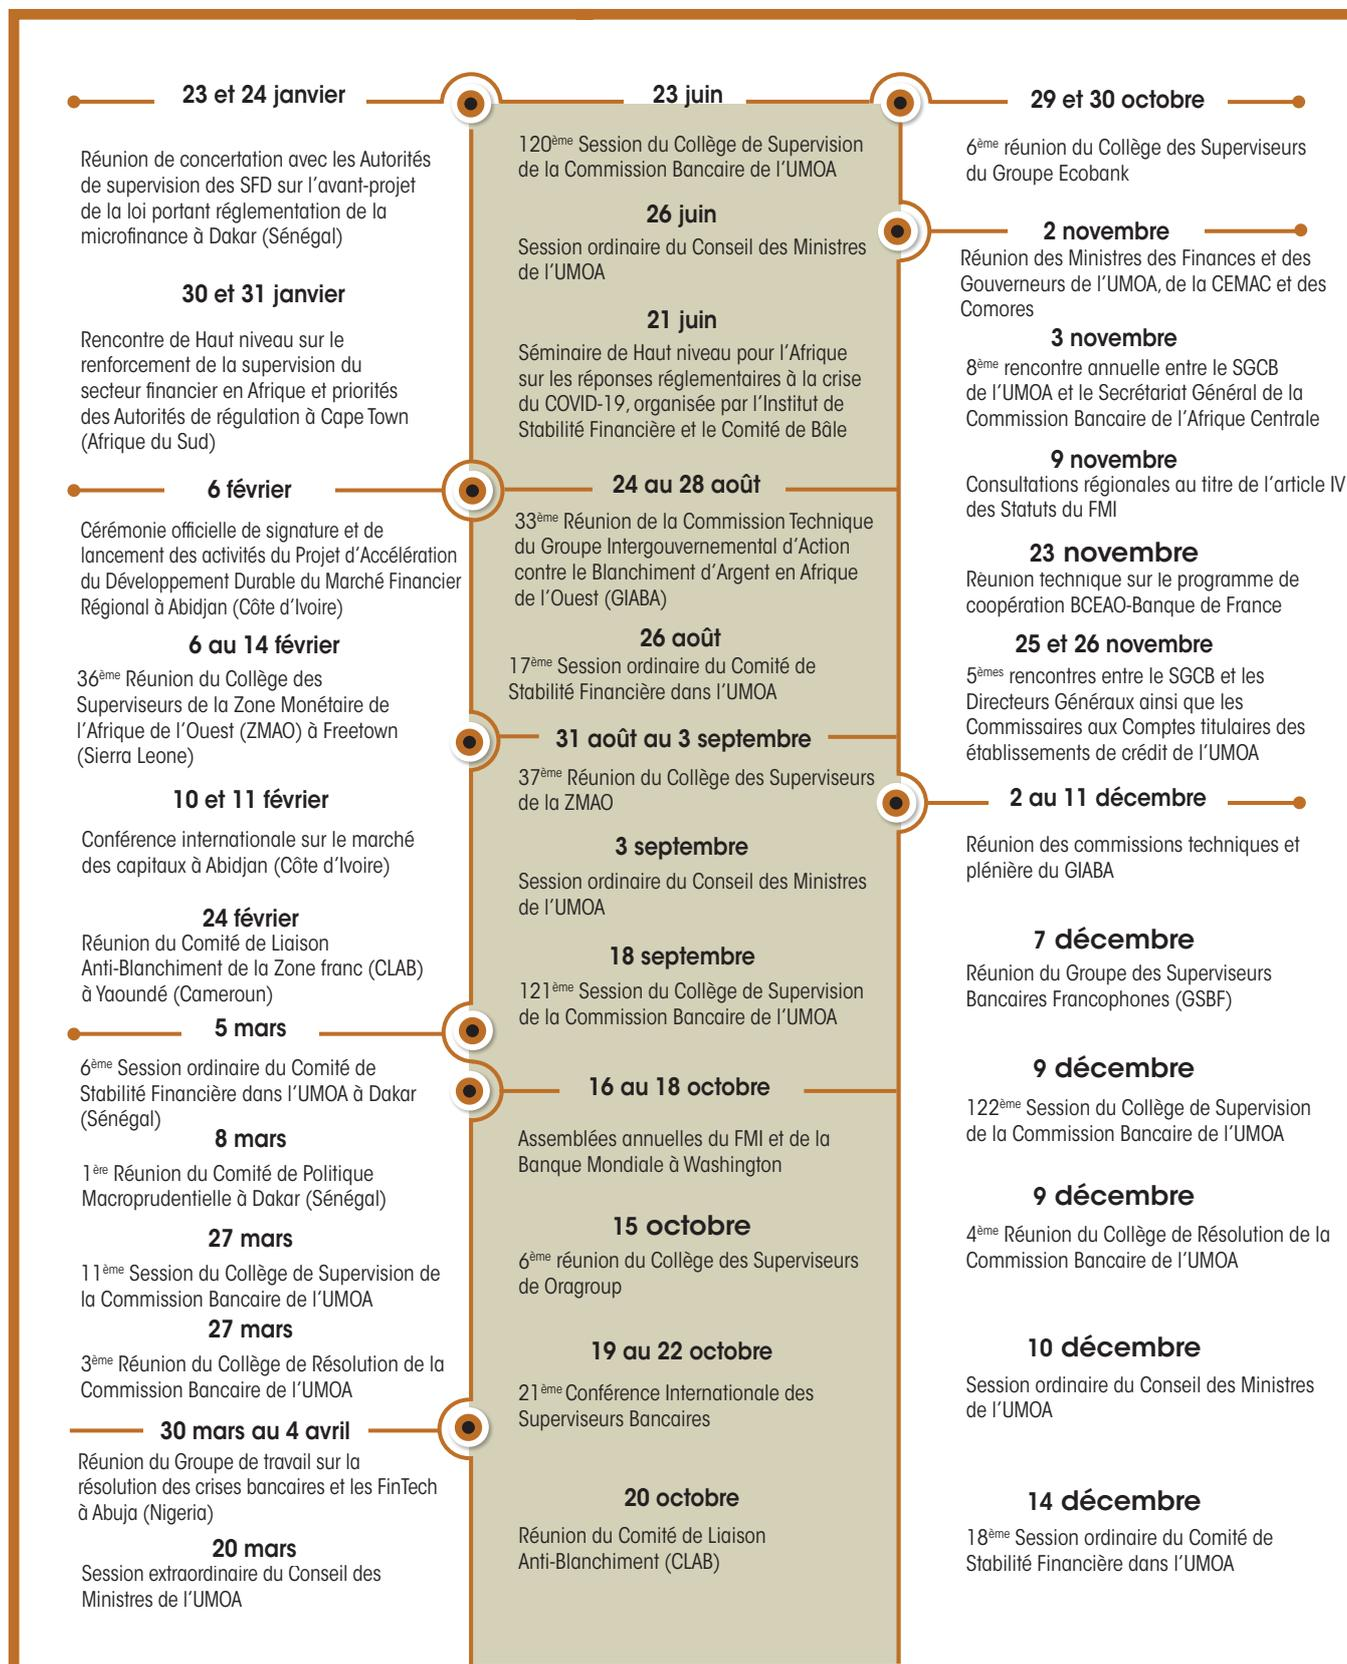 23 et 24 janvier
Réunion de concertation avec les Autorités
de supervision des SFD sur l'avant-projet
de la loi portant réglementation de la
microfinance à Dakar (Sénégal)
30 et 31 janvier
Rencontre de Haut niveau sur le
renforcement de la supervision du
secteur financier en Afrique et priorités
des Autorités de régulation à Cape Town
(Afrique du Sud)
6 février
Cérémonie officielle de signature et de
lancement des activités du Projet d'Accélération
du Développement Durable du Marché Financier
Régional à Abidjan (Côte d'Ivoire)
6 au 14 février
36ème Réunion du Collège des
Superviseurs de la Zone Monétaire de
l'Afrique de l'Ouest (ZMAO) à Freetown
(Sierra Leone)
10 et 11 février
Conférence internationale sur le marché
des capitaux à Abidjan (Côte d'Ivoire)
24 février
Réunion du Comité de Liaison
Anti-Blanchiment de la Zone franc (CLAB)
à Yaoundé (Cameroun)
5 mars
6ème Session ordinaire du Comité de
Stabilité Financière dans l'UMOA à Dakar
(Sénégal)
8 mars
1ère Réunion du Comité de Politique
Macroprudentielle à Dakar (Sénégal)
27 mars
11ème Session du Collège de Supervision de
la Commission Bancaire de l'UMOA
27 mars
3ème Réunion du Collège de Résolution de la
Commission Bancaire de l'UMOA
30 mars au 4 avril
Réunion du Groupe de travail sur la
résolution des crises bancaires et les FinTech
à Abuja (Nigeria)
20 mars
Session extraordinaire du Conseil des
Ministres de l'UMOA
23 juin
120ème Session du Collège de Supervision
de la Commission Bancaire de l'UMOA
26 juin
Session ordinaire du Conseil des Ministres
de l'UMOA
21 juin
Séminaire de Haut niveau pour l'Afrique
sur les réponses réglementaires à la crise
du COVID-19, organisée par l'Institut de
Stabilité Financière et le Comité de Bâle
24 au 28 août
33ème Réunion de la Commission Technique
du Groupe Intergouvernemental d'Action
contre le Blanchiment d'Argent en Afrique
de l'Ouest (GIABA)
26 août
17ème Session ordinaire du Comité de
Stabilité Financière dans l'UMOA
31 août au 3 septembre
37ème Réunion du Collège des Superviseurs
de la ZMAO
3 septembre
Session ordinaire du Conseil des Ministres
de l'UMOA
18 septembre
121ème Session du Collège de Supervision
de la Commission Bancaire de l'UMOA
16 au 18 octobre
Assemblées annuelles du FMI et de la
Banque Mondiale à Washington
15 octobre
6ème réunion du Collège des Superviseurs
de Oragroup
19 au 22 octobre
21ème Conférence Internationale des
Superviseurs Bancaires
20 octobre
Réunion du Comité de Liaison
Anti-Blanchiment (CLAB)
29 et 30 octobre
6ème réunion du Collège des Superviseurs
du Groupe Ecobank
2 novembre
Réunion des Ministres des Finances et des
Gouverneurs de l'UMOA, de la CEMAC et des
Comores
3 novembre
8ème rencontre annuelle entre le SGCB
de l'UMOA et le Secrétariat Général de la
Commission Bancaire de l'Afrique Centrale
9 novembre
Consultations régionales au titre de l'article IV
des Statuts du FMI
23 novembre
Réunion technique sur le programme de
coopération BCEAO-Banque de France
25 et 26 novembre
5èmes rencontres entre le SGCB et les
Directeurs Généraux ainsi que les
Commissaires aux Comptes titulaires des
établissements de crédit de l'UMOA
2 au 11 décembre
Réunion des commissions techniques et
plénière du GIABA
7 décembre
Réunion du Groupe des Superviseurs
Bancaires Francophones (GSBF)
9 décembre
122ème Session du Collège de Supervision
de la Commission Bancaire de l'UMOA
9 décembre
4ème Réunion du Collège de Résolution de la
Commission Bancaire de l'UMOA
10 décembre
Session ordinaire du Conseil des Ministres
de l'UMOA
14 décembre
18ème Session ordinaire du Comité de
Stabilité Financière dans l'UMOA